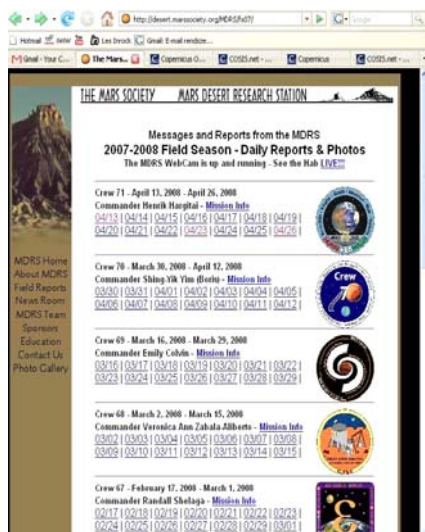 http://desert.marssociety.org/MDRS/fs07/
Hotmail
Les Invock
Gmail: E-mail rendsze...
Gmail - Your C...
The Mars...
Copernicus O...
COSIS.net - ...
Copernicus
COSIS.net - ...
THE MARS SOCIETY MARS DESERT RESEARCH STATION
Messages and Reports from the MDRS
2007-2008 Field Season - Daily Reports & Photos
The MDRS WebCam is up and running - See the Hab LIVE!!!
Crew 71 - April 13, 2008 - April 26, 2008
Commander Henrik Hargitai - Mission Info
04/13 | 04/14 | 04/15 | 04/16 | 04/17 | 04/18 | 04/19 |
04/20 | 04/21 | 04/22 | 04/23 | 04/24 | 04/25 | 04/26 |
Crew 70 - March 30, 2008 - April 12, 2008
Commander Shing-Yik Yim (Boris) - Mission Info
03/30 | 03/31 | 04/01 | 04/02 | 04/03 | 04/04 | 04/05 |
04/06 | 04/07 | 04/08 | 04/09 | 04/10 | 04/11 | 04/12 |
Crew
70
Crew 69 - March 16, 2008 - March 29, 2008
Commander Emily Colvin - Mission Info
03/16 | 03/17 | 03/18 | 03/19 | 03/20 | 03/21 | 03/22 |
03/23 | 03/24 | 03/25 | 03/26 | 03/27 | 03/28 | 03/29 |
Crew 68 - March 2, 2008 - March 15, 2008
Commander Veronica Ann Zabala-Aliberto - Mission Info
03/02 | 03/03 | 03/04 | 03/05 | 03/06 | 03/07 | 03/08 |
03/09 | 03/10 | 03/11 | 03/12 | 03/13 | 03/14 | 03/15 |
Crew 67 - February 17, 2008 - March 1, 2008
Commander Randall Shelaga - Mission Info
02/17 | 02/18 | 02/19 | 02/20 | 02/21 | 02/22 | 02/23 |
02/24 | 02/25 | 02/26 | 02/27 | 02/28 | 02/29 | 03/01 |
MDRS Home
About MDRS
Field Reports
News Room
MDRS Team
Sponsors
Education
Contact Us
Photo Gallery